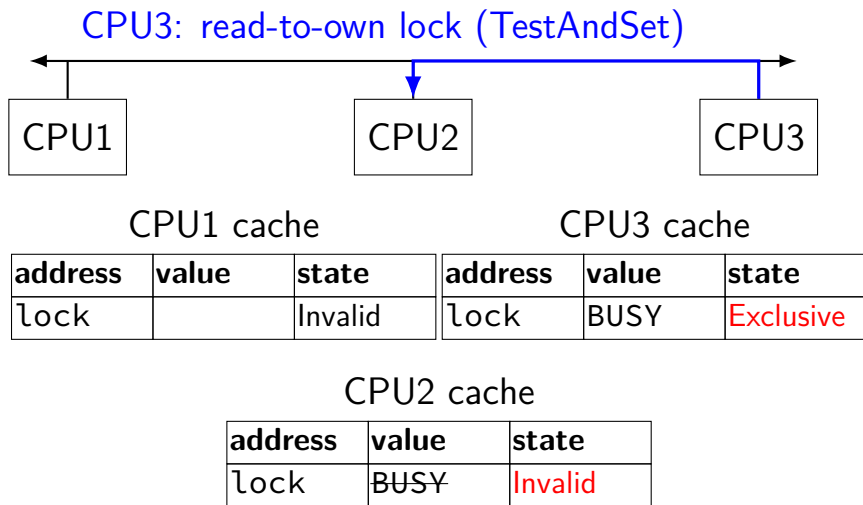 CPU3: read-to-own lock (TestAndSet)
CPU1 CPU2 CPU3
CPU1 cache
address value state
lock Invalid
CPU3 cache
address value state
lock BUSY Exclusive
CPU2 cache
address value state
lock BUSY Invalid